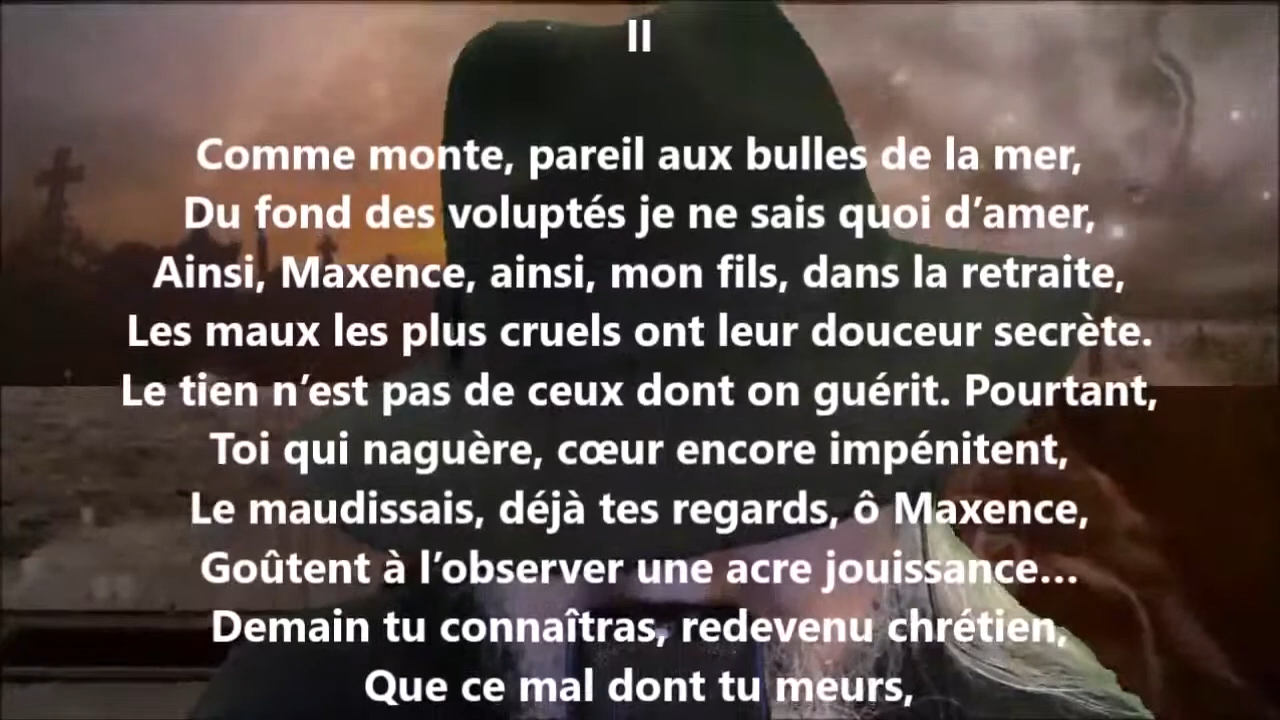 II
Comme monte, pareil aux bulles de la mer,
Du fond des voluptés je ne sais quoi d’amer,
Ainsi, Maxence, ainsi, mon fils, dans la retraite,
Les maux les plus cruels ont leur douceur secrète.
Le tien n’est pas de ceux dont on guérit. Pourtant,
Toi qui naguère, cœur encore impénitent,
Le maudissais, déjà tes regards, ô Maxence,
Goûtent à l’observer une acre jouissance...
Demain tu connaîtras, redevenu chrétien,
Que ce mal dont tu meurs,